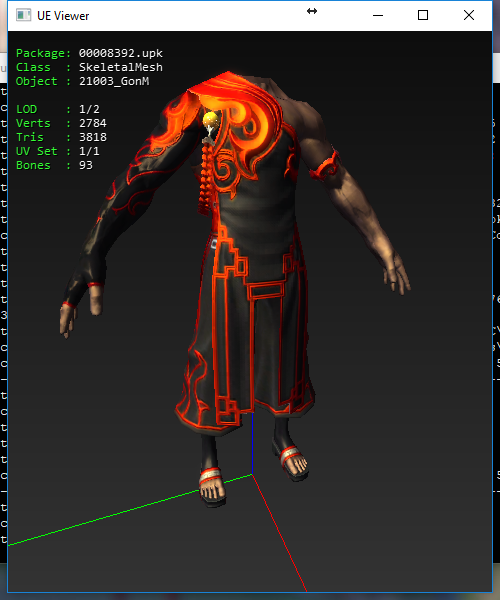 UE Viewer
Package: 00008392.upk
Class  : SkeletalMesh
Object : 21003_GonM
LOD    : 1/2
Verts  : 2784
Tris   : 3818
UV Set : 1/1
Bones  : 93